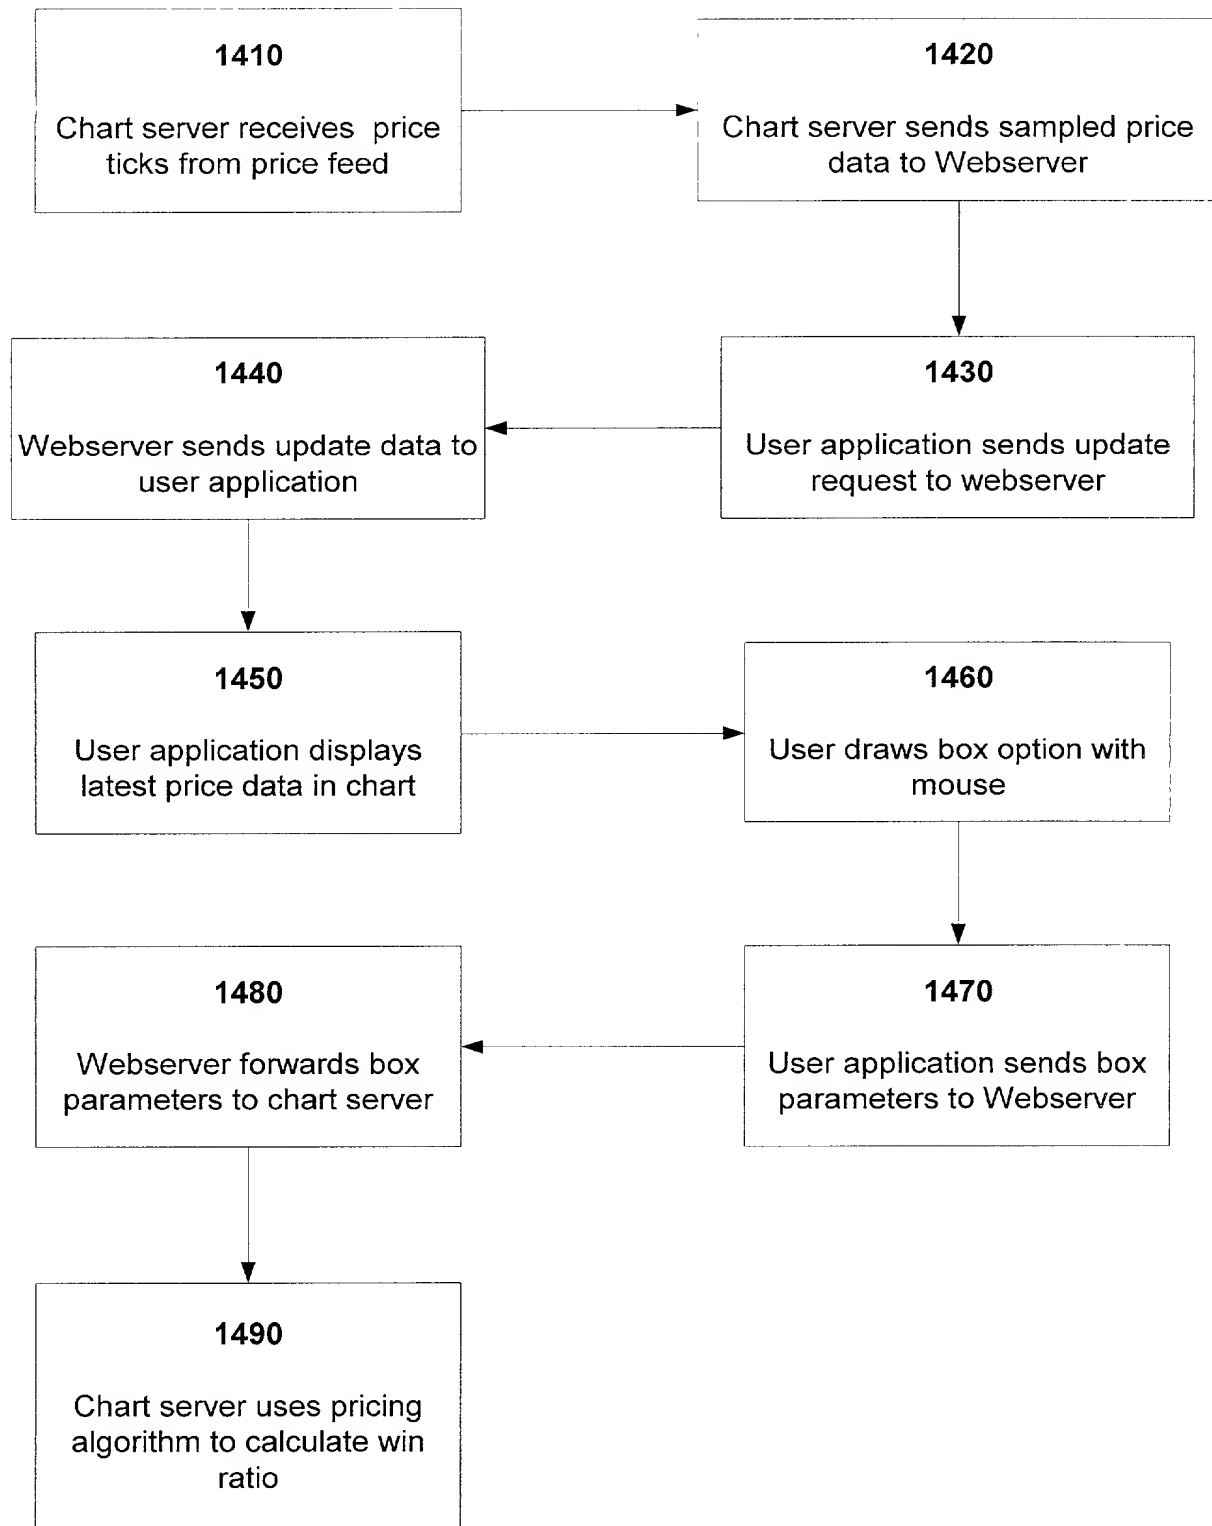 1410
Chart server receives price
ticks from price feed
1420
Chart server sends sampled price
data to Webserver
1430
User application sends update
request to webserver
1440
Webserver sends update data to
user application
1450
User application displays
latest price data in chart
1460
User draws box option with
mouse
1470
User application sends box
parameters to Webserver
1480
Webserver forwards box
parameters to chart server
1490
Chart server uses pricing
algorithm to calculate win
ratio